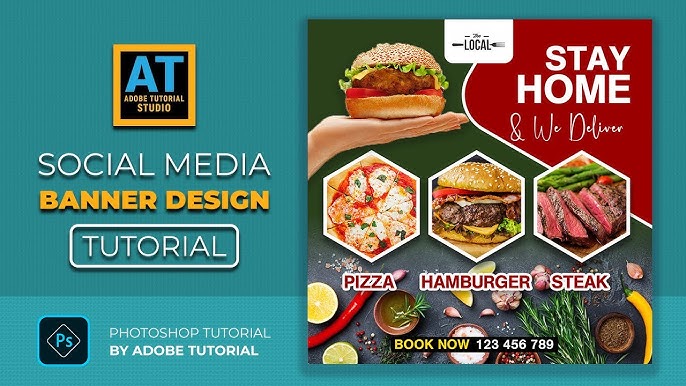 AT
ADOBE TUTORIAL
STUDIO
SOCIAL MEDIA
BANNER DESIGN
TUTORIAL
Ps
PHOTOSHOP TUTORIAL
BY ADOBE TUTORIAL
The
LOCAL
STAY
HOME
& We Deliver
PIZZA HAMBURGER STEAK
BOOK NOW 123 456 789